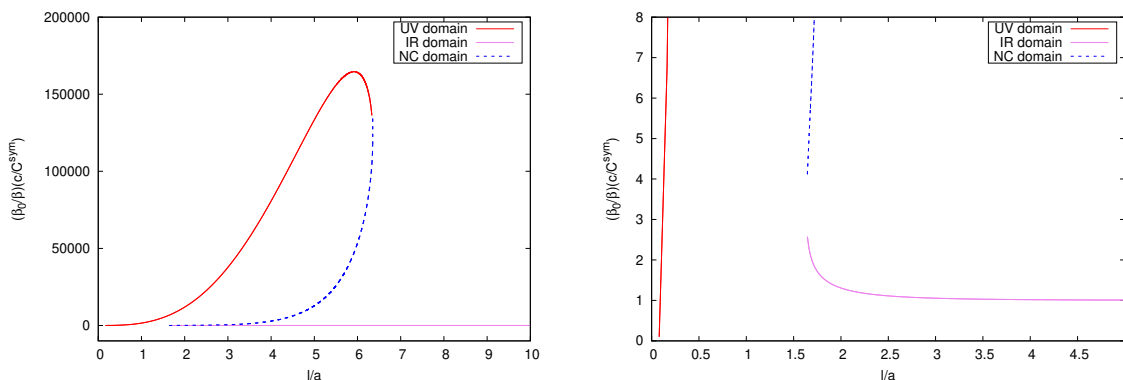 (β₀/β)(c/C^sym)
200000
150000
100000
50000
0
0 1 2 3 4 5 6 7 8 9 10
l/a
UV domain
IR domain
NC domain
(β₀/β)(c/C^sym)
8
7
6
5
4
3
2
1
0
0 0.5 1 1.5 2 2.5 3 3.5 4 4.5
l/a
UV domain
IR domain
NC domain